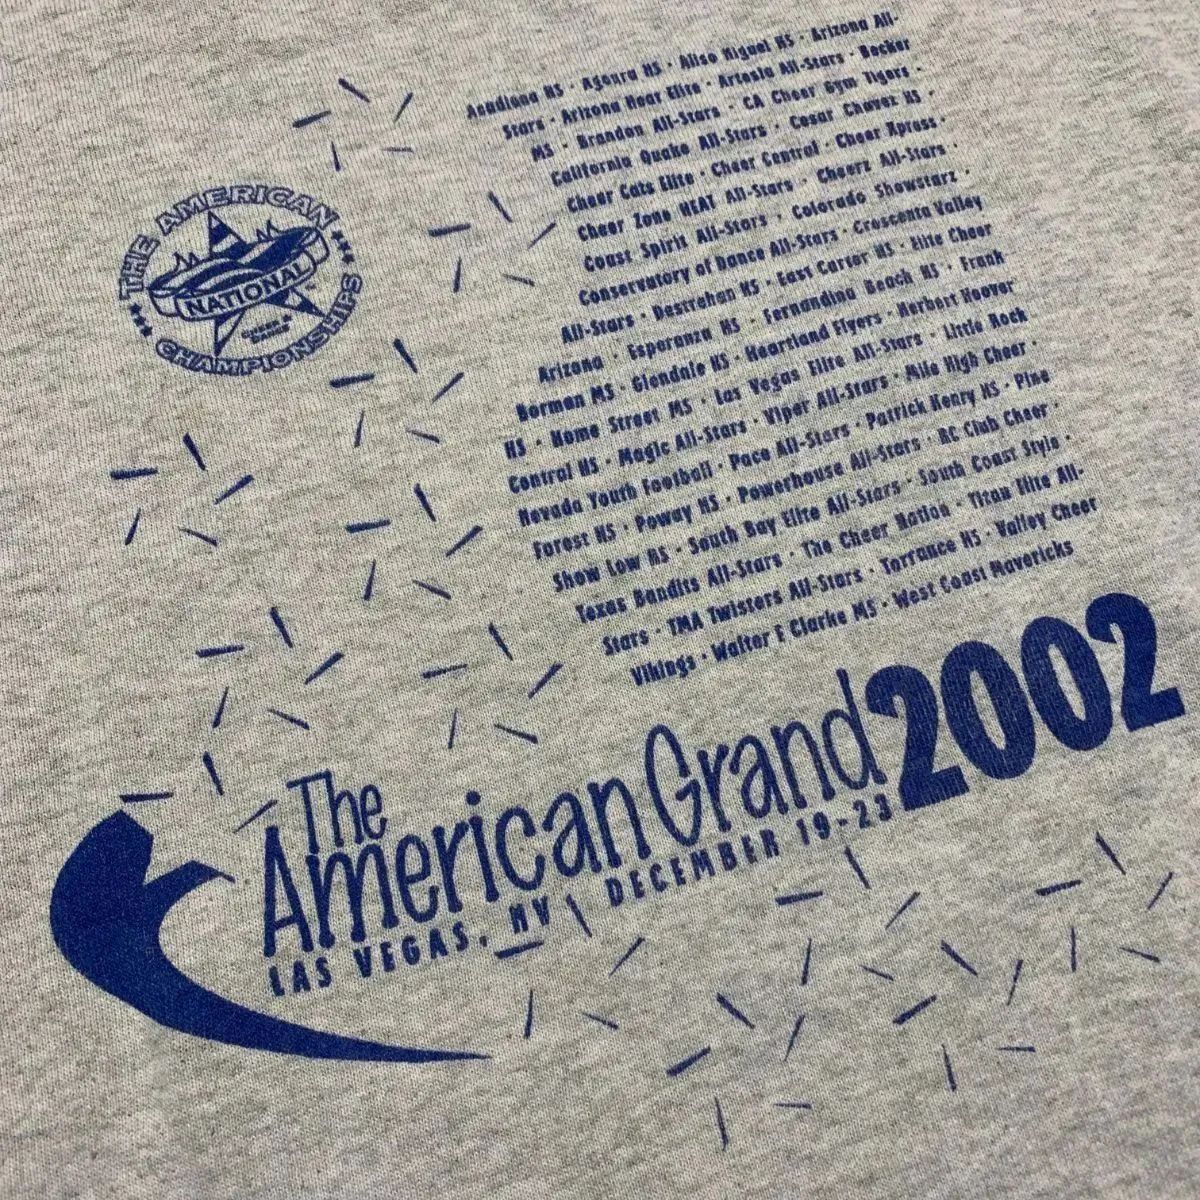 Acadiana HS · Agoura HS · Aliso Niguel HS · Arizona All-
Stars · Arizona Heat Elite · Artesia All-Stars · Becker
MS · Brandon All-Stars · CA Cheer Gym Tigers ·
California Quake All-Stars · Cesar Chavez HS ·
Cheer Cats Elite · Cheer Central · Cheer Xpress ·
Cheer Zone HEAT All-Stars · Cheerz All-Stars ·
Coast Spirit All-Stars · Colorado Showstarz ·
Conservatory of Dance All-Stars · Crescenta Valley
All-Stars · Destrehan HS · East Carter HS · Elite Cheer
Arizona · Esperanza HS · Fernandina Beach HS · Frank
Borman MS · Glendale HS · Heartland Flyers · Herbert Hoover
HS · Home Street MS · Las Vegas Elite All-Stars · Little Rock
Central HS · Magic All-Stars · Viper All-Stars · Mile High Cheer ·
Nevada Youth Football · Pace All-Stars · Patrick Henry HS · Pine
Forest HS · Poway HS · Powerhouse All-Stars · RC Club Cheer ·
Show Low HS · South Bay Elite All-Stars · South Coast Style ·
Texas Bandits All-Stars · The Cheer Nation · Titan Elite All-
Stars · TMA Twisters All-Stars · Torrance HS · Valley Cheer
Vikings · Walter E Clarke MS · West Coast Mavericks
THE AMERICAN
NATIONAL
CHAMPIONSHIPS
The
American Grand 2002
LAS VEGAS, NV \ DECEMBER 19-23